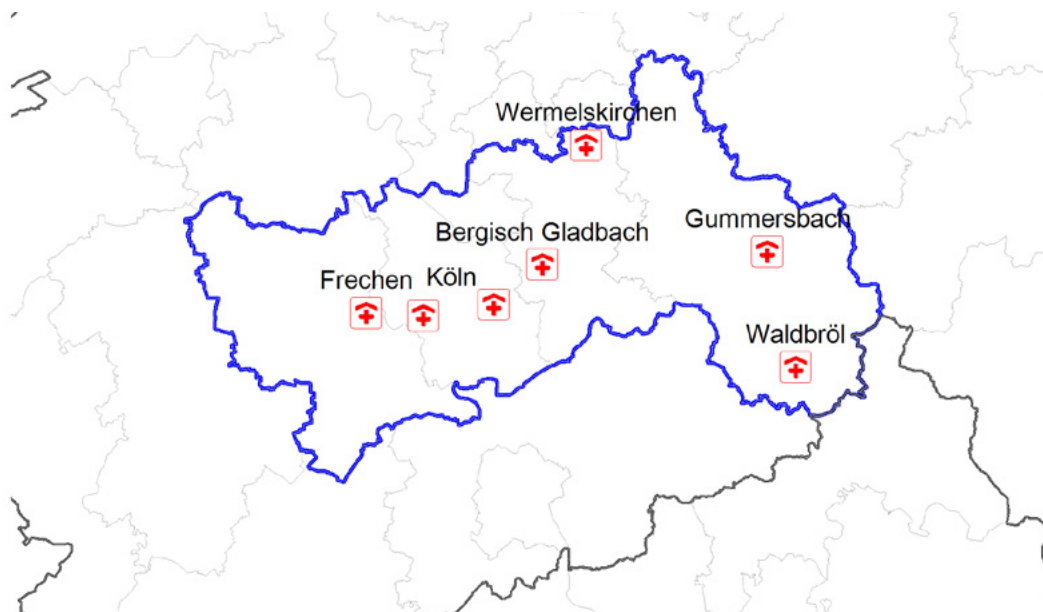 Wermelskirchen
Gummersbach
Bergisch Gladbach
Frechen
Köln
Waldbröl